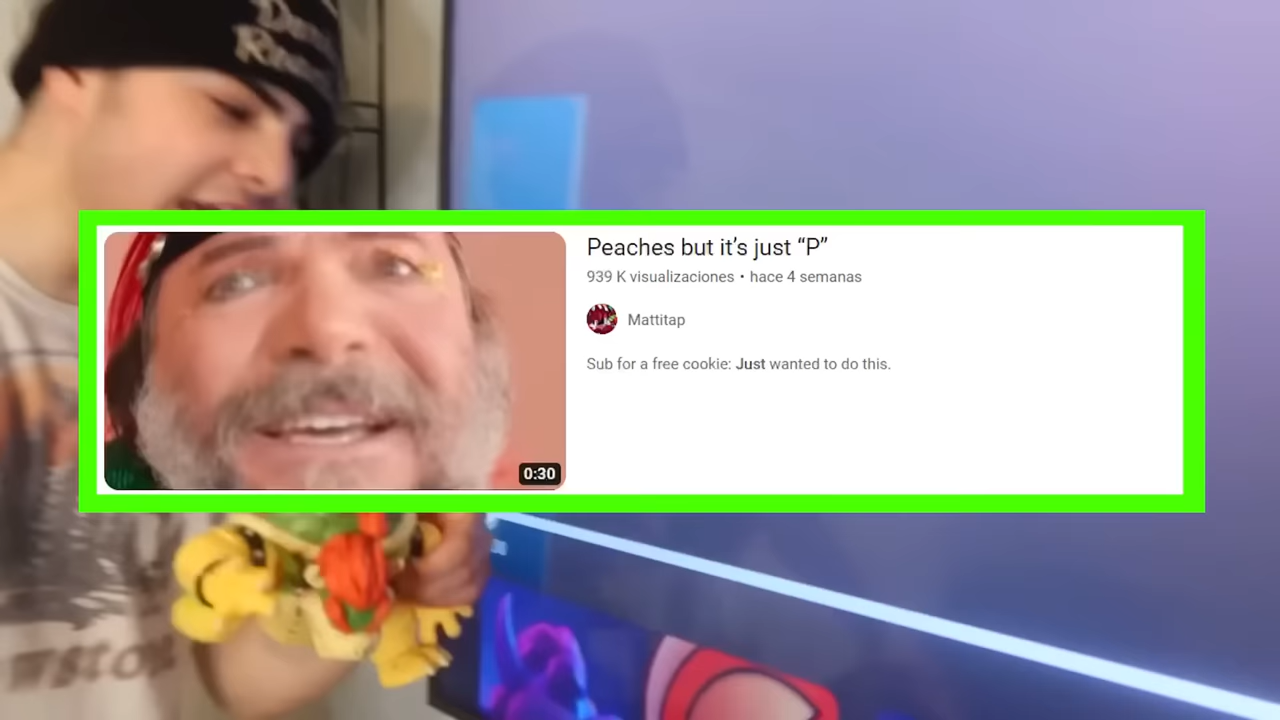 Peaches but it’s just “P”
939 K visualizaciones • hace 4 semanas
Mattitap
Sub for a free cookie: Just wanted to do this.
0:30